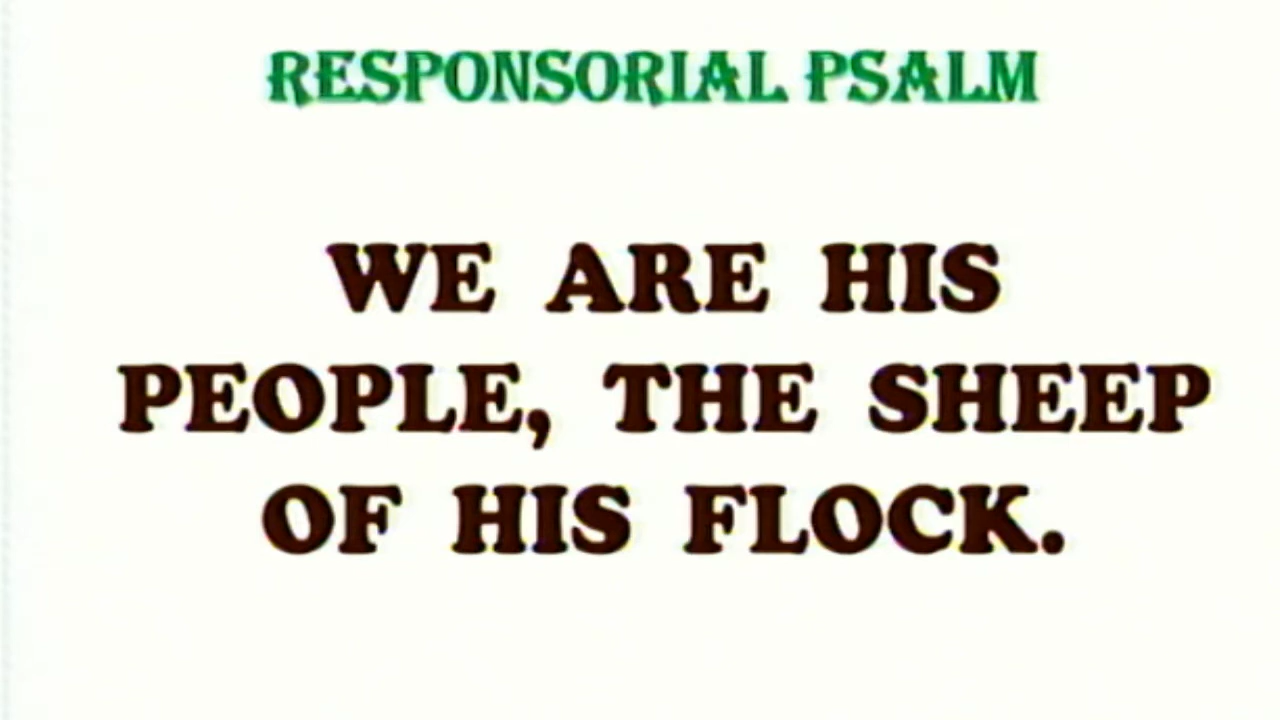 RESPONSORIAL PSALM
WE ARE HIS
PEOPLE, THE SHEEP
OF HIS FLOCK.